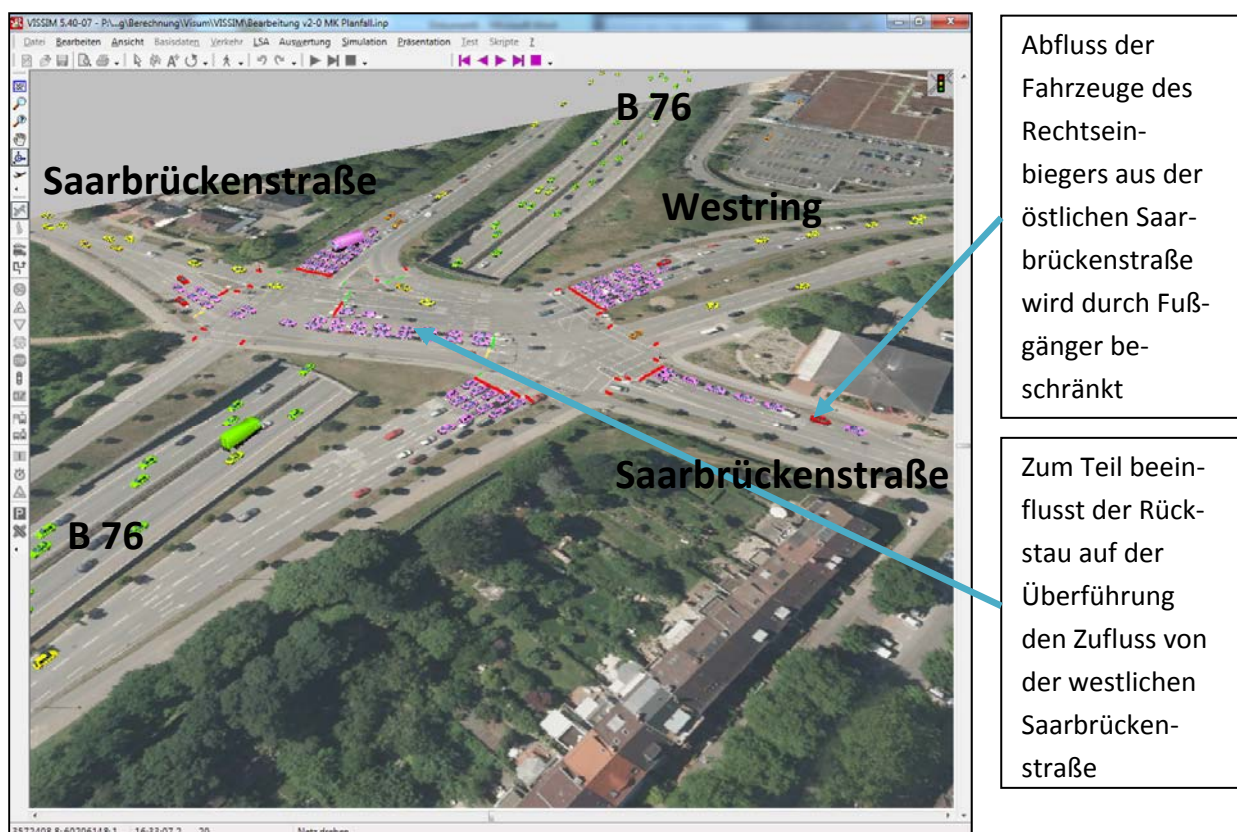 VISSIM 5.40-07 - P:\...g\Berechnung\Visum\VISSIM\Bearbeitung v2-0 MK Planfall.inp
Datei Bearbeiten Ansicht Basisdaten Verkehr LSA Auswertung Simulation Präsentation Test Skripte ?
B 76
Saarbrückenstraße
Westring
Saarbrückenstraße
B 76
Netz drehen
Abfluss der
Fahrzeuge des
Rechtsein-
biegers aus der
östlichen Saar-
brückenstraße
wird durch Fuß-
gänger be-
schränkt
Zum Teil beein-
flusst der Rück-
stau auf der
Überführung
den Zufluss von
der westlichen
Saarbrücken-
straße